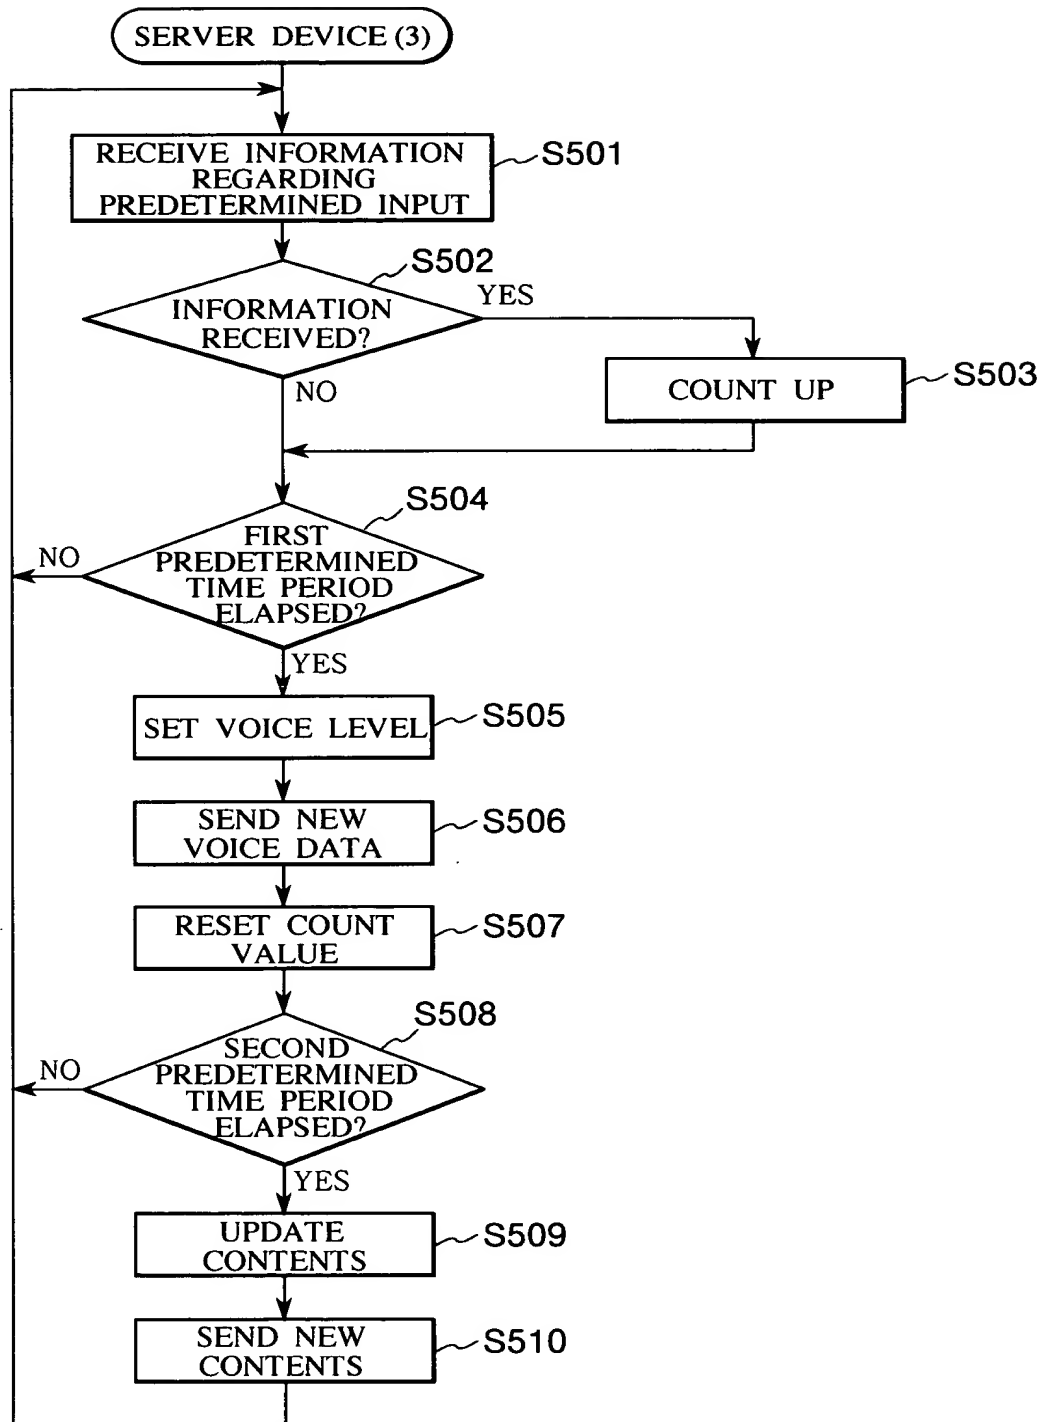 SERVER DEVICE (3)
RECEIVE INFORMATION
REGARDING
PREDETERMINED INPUT
S501
S502
INFORMATION
RECEIVED?
YES
NO
COUNT UP
S503
S504
FIRST
PREDETERMINED
TIME PERIOD
ELAPSED?
NO
YES
SET VOICE LEVEL
S505
SEND NEW
VOICE DATA
S506
RESET COUNT
VALUE
S507
S508
SECOND
PREDETERMINED
TIME PERIOD
ELAPSED?
NO
YES
UPDATE
CONTENTS
S509
SEND NEW
CONTENTS
S510